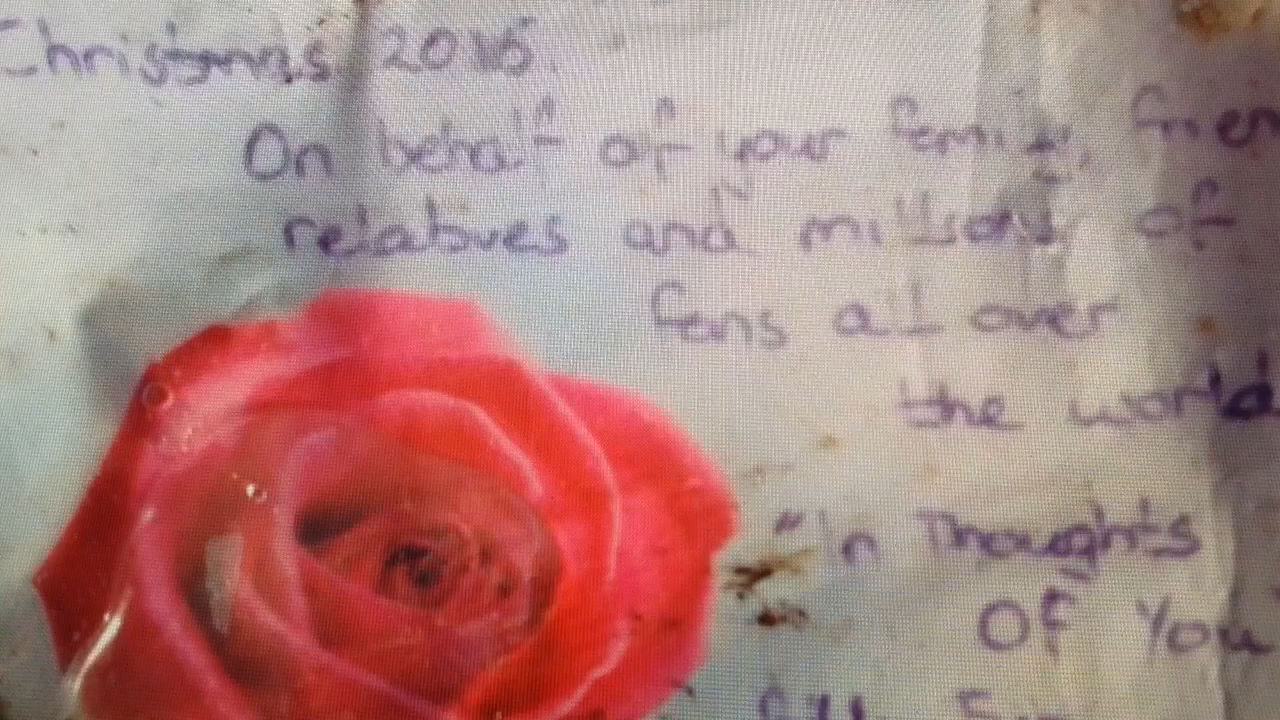 Christmas 2016.
On behalf of your family, frien
relatives and millions of
fans all over
the world
"In Thoughts
Of You